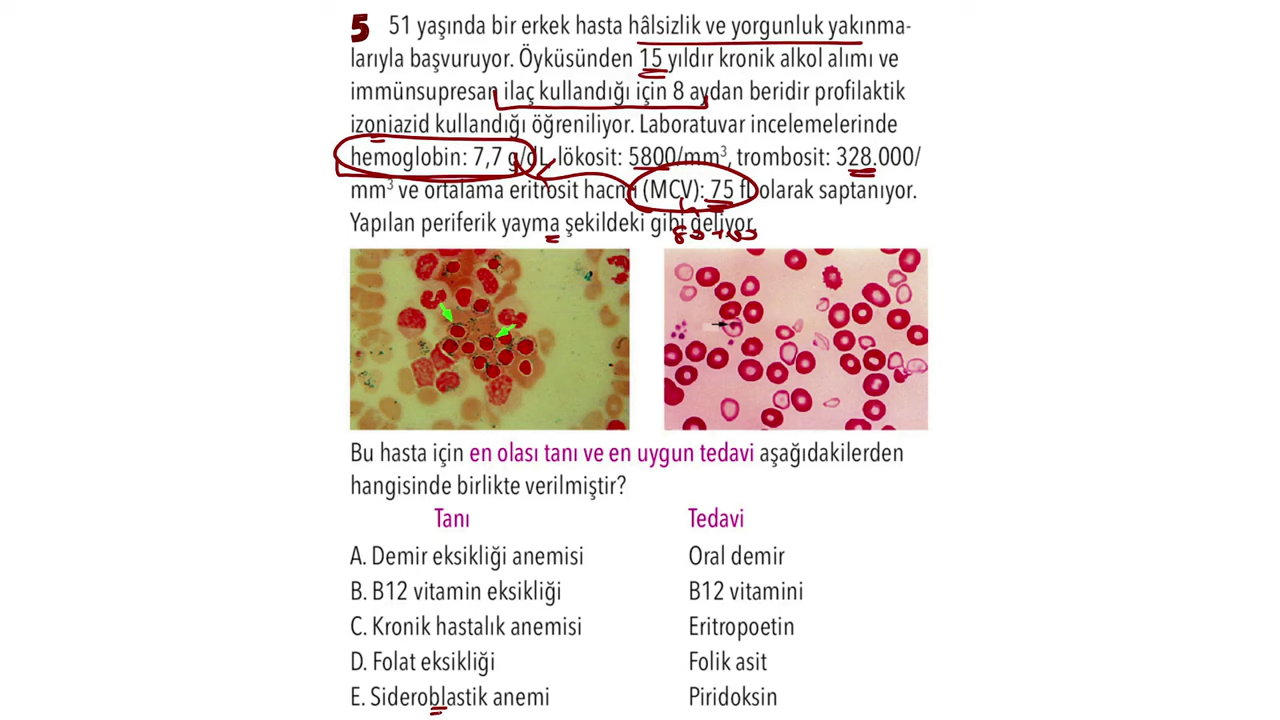 5 51 yaşında bir erkek hasta hâlsizlik ve yorgunluk yakınma-
larıyla başvuruyor. Öyküsünden 15 yıldır kronik alkol alımı ve
immünsupresan ilaç kullandığı için 8 aydan beridir profilaktik
izoniazid kullandığı öğreniliyor. Laboratuvar incelemelerinde
hemoglobin: 7,7 g/dL, lökosit: 5800/mm³, trombosit: 328.000/
mm³ ve ortalama eritrosit hacmi (MCV): 75 fl olarak saptanıyor.
Yapılan periferik yayma şekildeki gibi geliyor.
80-100
Bu hasta için en olası tanı ve en uygun tedavi aşağıdakilerden
hangisinde birlikte verilmiştir?
Tanı Tedavi
A. Demir eksikliği anemisi Oral demir
B. B12 vitamin eksikliği B12 vitamini
C. Kronik hastalık anemisi Eritropoetin
D. Folat eksikliği Folik asit
E. Sideroblastik anemi Piridoksin